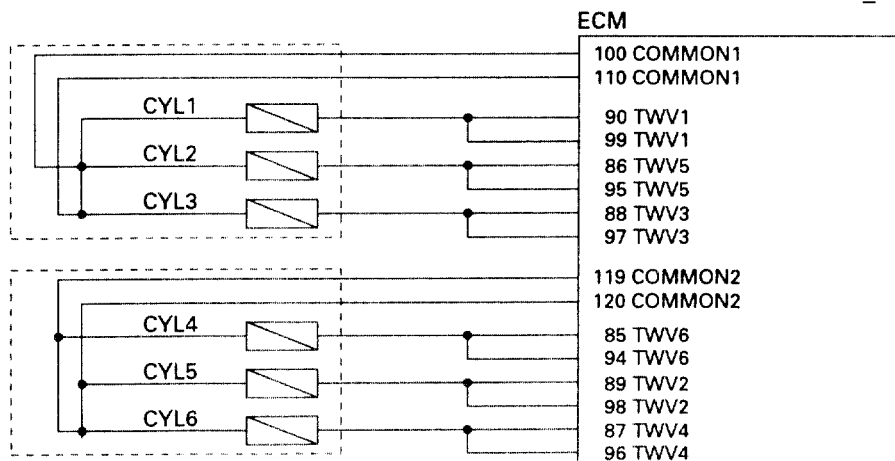 ECM
100 COMMON1
110 COMMON1
CYL1
90 TWV1
99 TWV1
CYL2
86 TWV5
95 TWV5
CYL3
88 TWV3
97 TWV3
119 COMMON2
120 COMMON2
CYL4
85 TWV6
94 TWV6
CYL5
89 TWV2
98 TWV2
CYL6
87 TWV4
96 TWV4